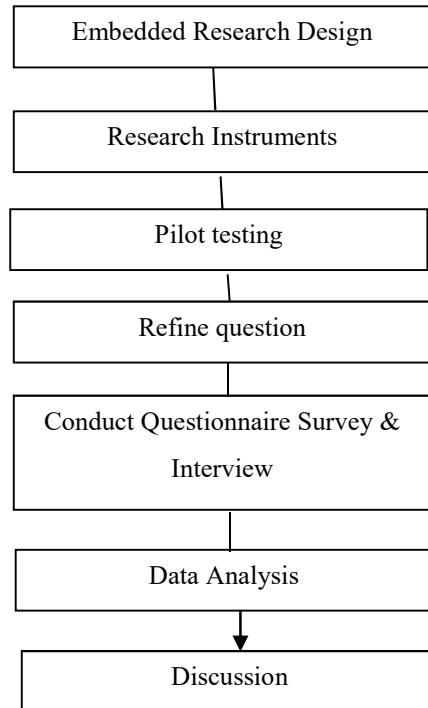 Embedded Research Design
Research Instruments
Pilot testing
Refine question
Conduct Questionnaire Survey &
Interview
Data Analysis
Discussion